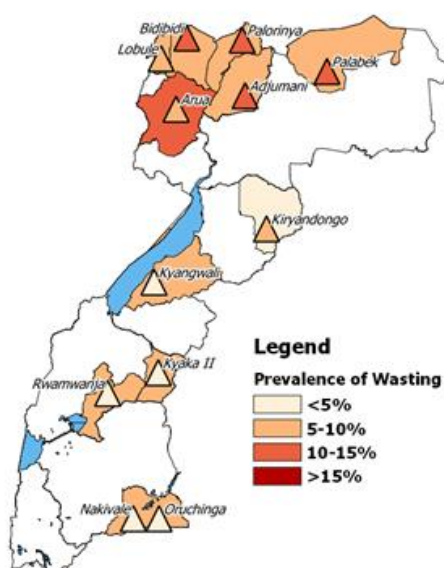 Bidibidi
Palorinya
Lobule
Palabek
Adjumani
Arua
Kiryandongo
Kyangwali
Kyaka II
Rwamwanja
Nakivale
Oruchinga
Legend
Prevalence of Wasting
<5%
5-10%
10-15%
>15%